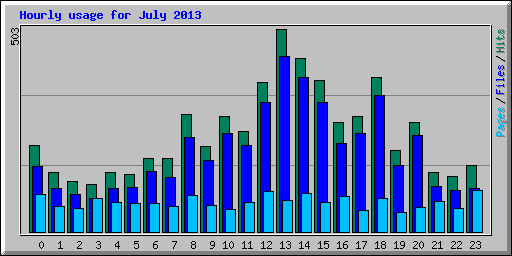 Hourly usage for July 2013
503
Pages / Files / Hits
0 1 2 3 4 5 6 7 8 9 10 11 12 13 14 15 16 17 18 19 20 21 22 23